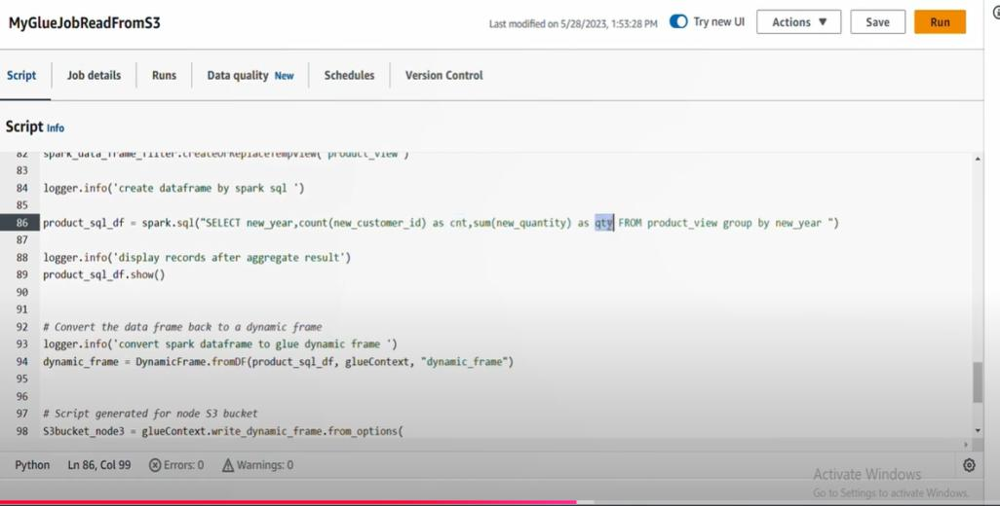 MyGlueJobReadFromS3
Last modified on 5/28/2023, 1:53:28 PM
Try new UI
Actions ▼
Save
Run
Script
Job details
Runs
Data quality New
Schedules
Version Control
Script Info
82 spark_data_frame_filter.createOrReplaceTempView("product_view")
83
84 logger.info('create dataframe by spark sql ')
85
86 product_sql_df = spark.sql("SELECT new_year,count(new_customer_id) as cnt,sum(new_quantity) as qty FROM product_view group by new_year ")
87
88 logger.info('display records after aggregate result')
89 product_sql_df.show()
90
91
92 # Convert the data frame back to a dynamic frame
93 logger.info('convert spark dataframe to glue dynamic frame ')
94 dynamic_frame = DynamicFrame.fromDF(product_sql_df, glueContext, "dynamic_frame")
95
96
97 # Script generated for node S3 bucket
98 S3bucket_node3 = glueContext.write_dynamic_frame.from_options(
Python Ln 86, Col 99 Errors: 0 Warnings: 0
Activate Windows
Go to Settings to activate Windows.